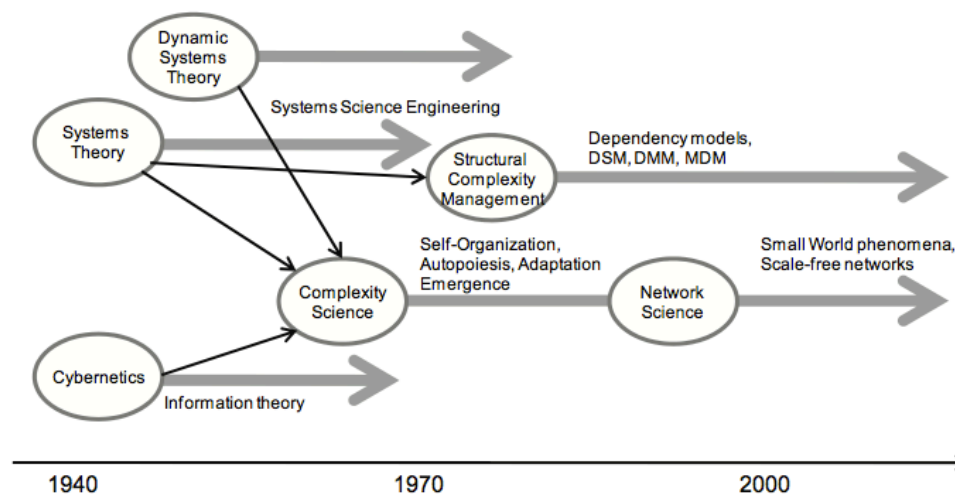 Dynamic
Systems
Theory
Systems Science Engineering
Systems
Theory
Dependency models,
DSM, DMM, MDM
Structural
Complexity
Management
Self-Organization,
Autopoiesis, Adaptation
Emergence
Small World phenomena,
Scale-free networks
Complexity
Science
Network
Science
Cybernetics
Information theory
1940
1970
2000